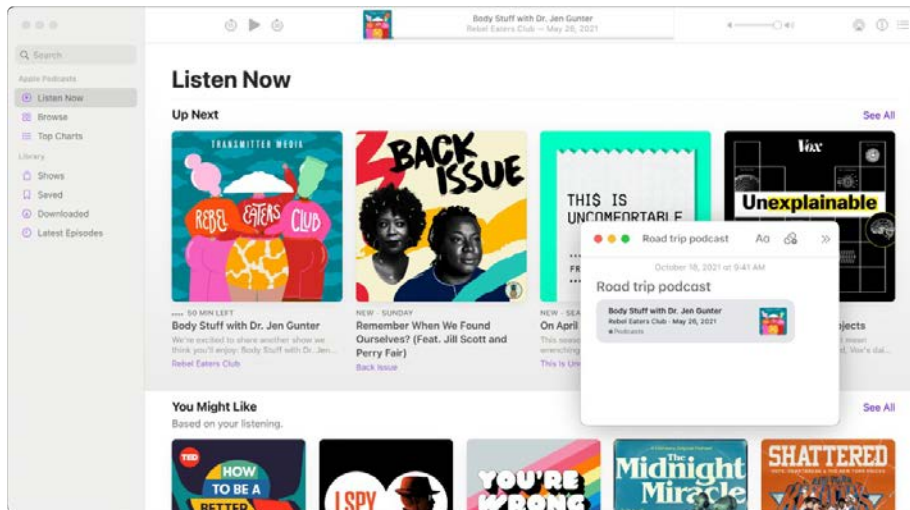 Body Stuff with Dr. Jen Gunter
Rebel Eaters Club — May 26, 2021
Search
Apple Podcasts
Listen Now
Browse
Top Charts
Library
Shows
Saved
Downloaded
Latest Episodes
Listen Now
Up Next
See All
TRANSMITTER MEDIA
REBEL EATERS CLUB
BACK ISSUE
THI$ IS
UNCOMFORTABLE
Vox
Unexplainable
50 MIN LEFT
Body Stuff with Dr. Jen Gunter
We're excited to share another show we
think you'll enjoy: Body Stuff with Dr. Jen...
Rebel Eaters Club
NEW · SUNDAY
Remember When We Found
Ourselves? (Feat. Jill Scott and
Perry Fair)
Back Issue
NEW · SEA
On April
This seaso
wrenching
This Is Un
Road trip podcast
Aa
October 18, 2021 at 9:41 AM
Road trip podcast
Body Stuff with Dr. Jen Gunter
Rebel Eaters Club · May 26, 2021
Podcasts
jects
mean
Vox's dai...
You Might Like
See All
Based on your listening.
TED
HOW
TO BE A
BETTER
I SPY
YOU'RE
WRONG
The
Midnight
Miracle
SHATTERED